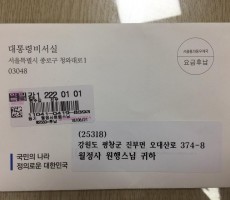 대통령비서실
서울특별시 종로구 청와대로 1
03048
요금후납
222 01 01
(25318)
강원도 평창군 진부면 오대산로 374-8
월정사 원행스님 귀하
국민의 나라
정의로운 대한민국